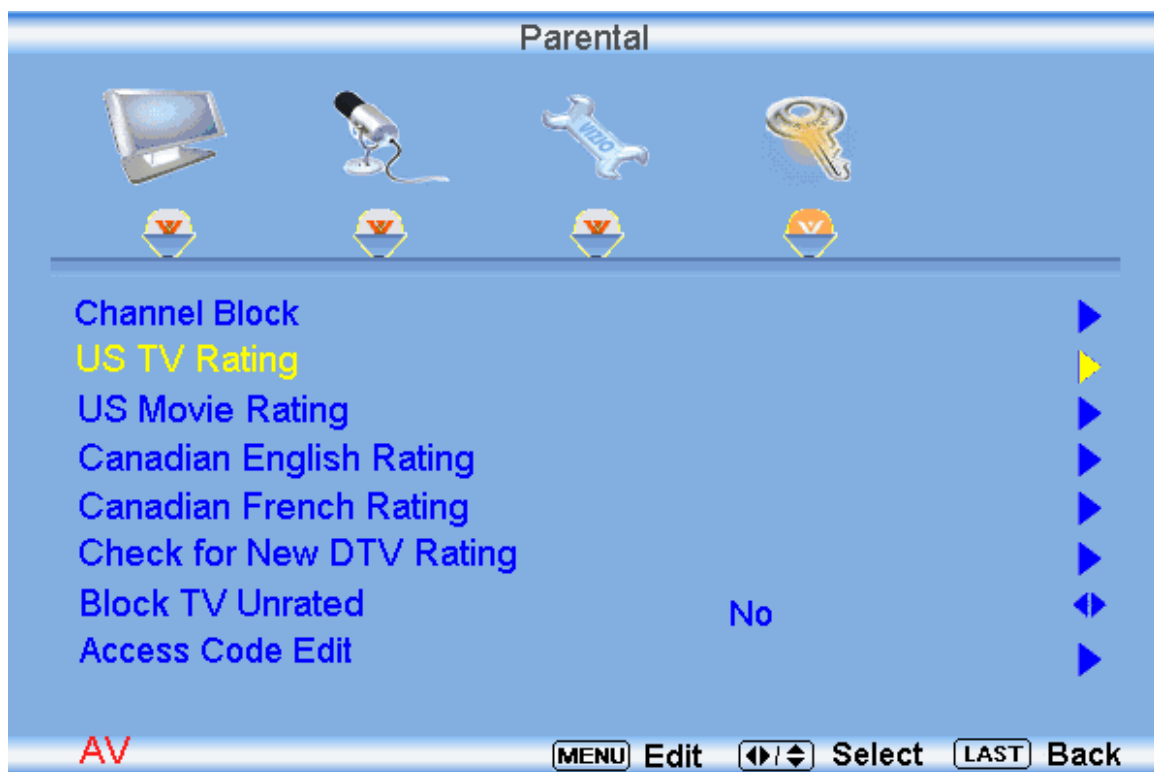 Parental
VIZIO
Channel Block
US TV Rating
US Movie Rating
Canadian English Rating
Canadian French Rating
Check for New DTV Rating
Block TV Unrated No
Access Code Edit
AV MENU Edit Select LAST Back